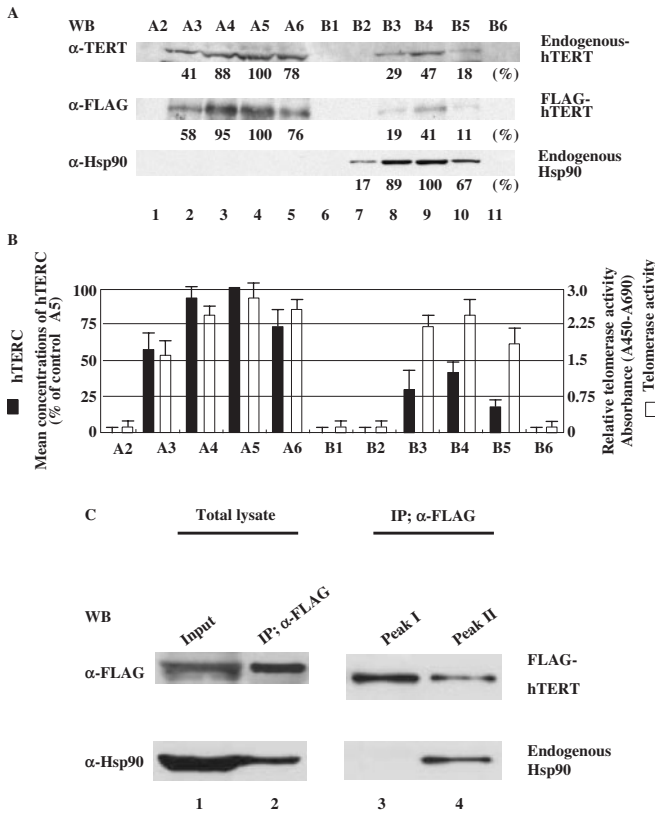 A
WB A2 A3 A4 A5 A6 B1 B2 B3 B4 B5 B6
α-TERT Endogenous-
hTERT
41 88 100 78 29 47 18 (%)
α-FLAG FLAG-
hTERT
58 95 100 76 19 41 11 (%)
α-Hsp90 Endogenous
Hsp90
17 89 100 67 (%)
1 2 3 4 5 6 7 8 9 10 11
B
hTERC
Mean concentrations of hTERC
(% of control A5)
100
75
50
25
0
3.0
2.25
1.5
0.75
0
Relative telomerase activity
Absorbance (A450-A690)
Telomerase activity
A2 A3 A4 A5 A6 B1 B2 B3 B4 B5 B6
C
Total lysate IP; α-FLAG
WB Input IP; α-FLAG Peak I Peak II
α-FLAG FLAG-
hTERT
α-Hsp90 Endogenous
Hsp90
1 2 3 4